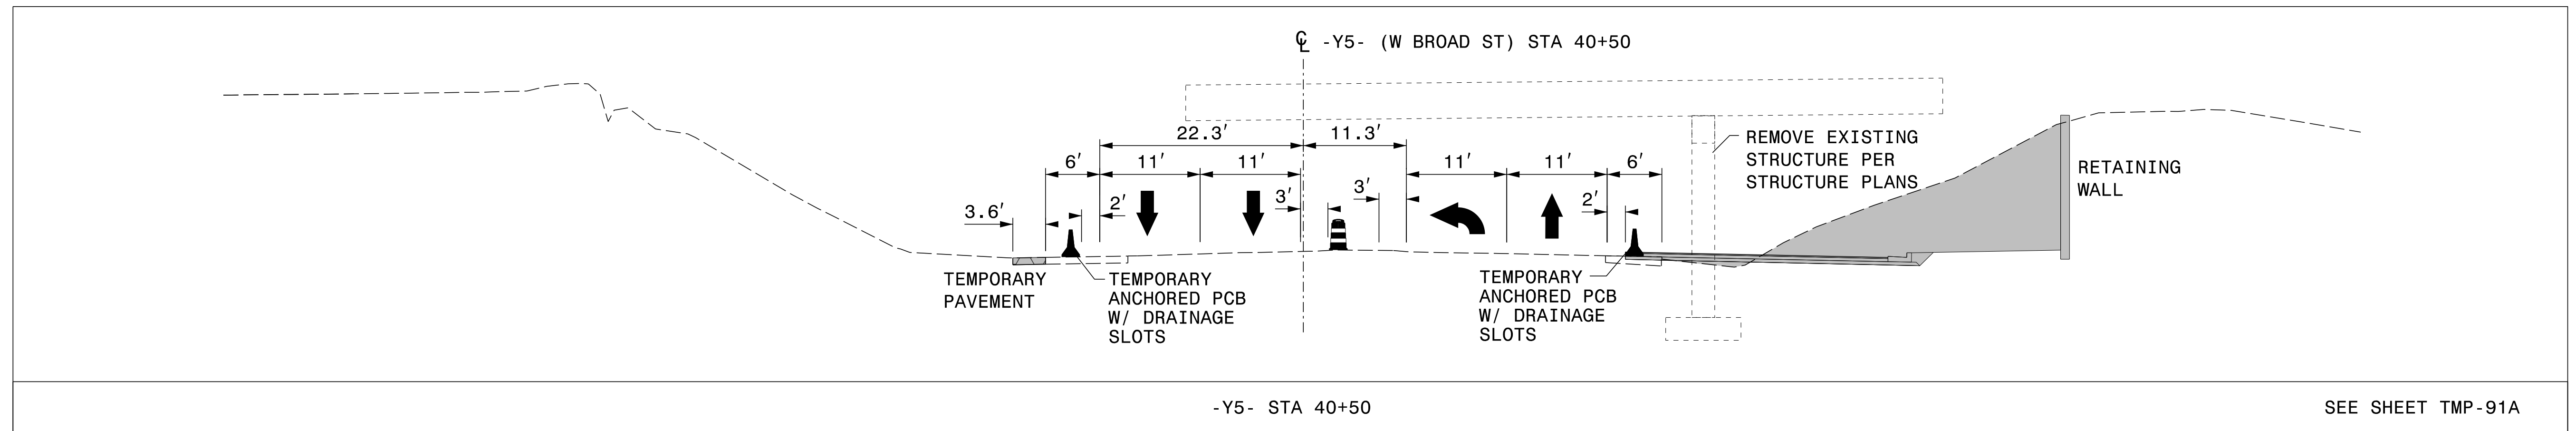 ℄ -Y5- (W BROAD ST) STA 40+50
22.3′
11.3′
6′
11′
11′
11′
11′
6′
3.6′
2′
3′
3′
2′
REMOVE EXISTING
STRUCTURE PER
STRUCTURE PLANS
RETAINING
WALL
TEMPORARY
PAVEMENT
TEMPORARY
ANCHORED PCB
W/ DRAINAGE
SLOTS
TEMPORARY
ANCHORED PCB
W/ DRAINAGE
SLOTS
-Y5- STA 40+50
SEE SHEET TMP-91A